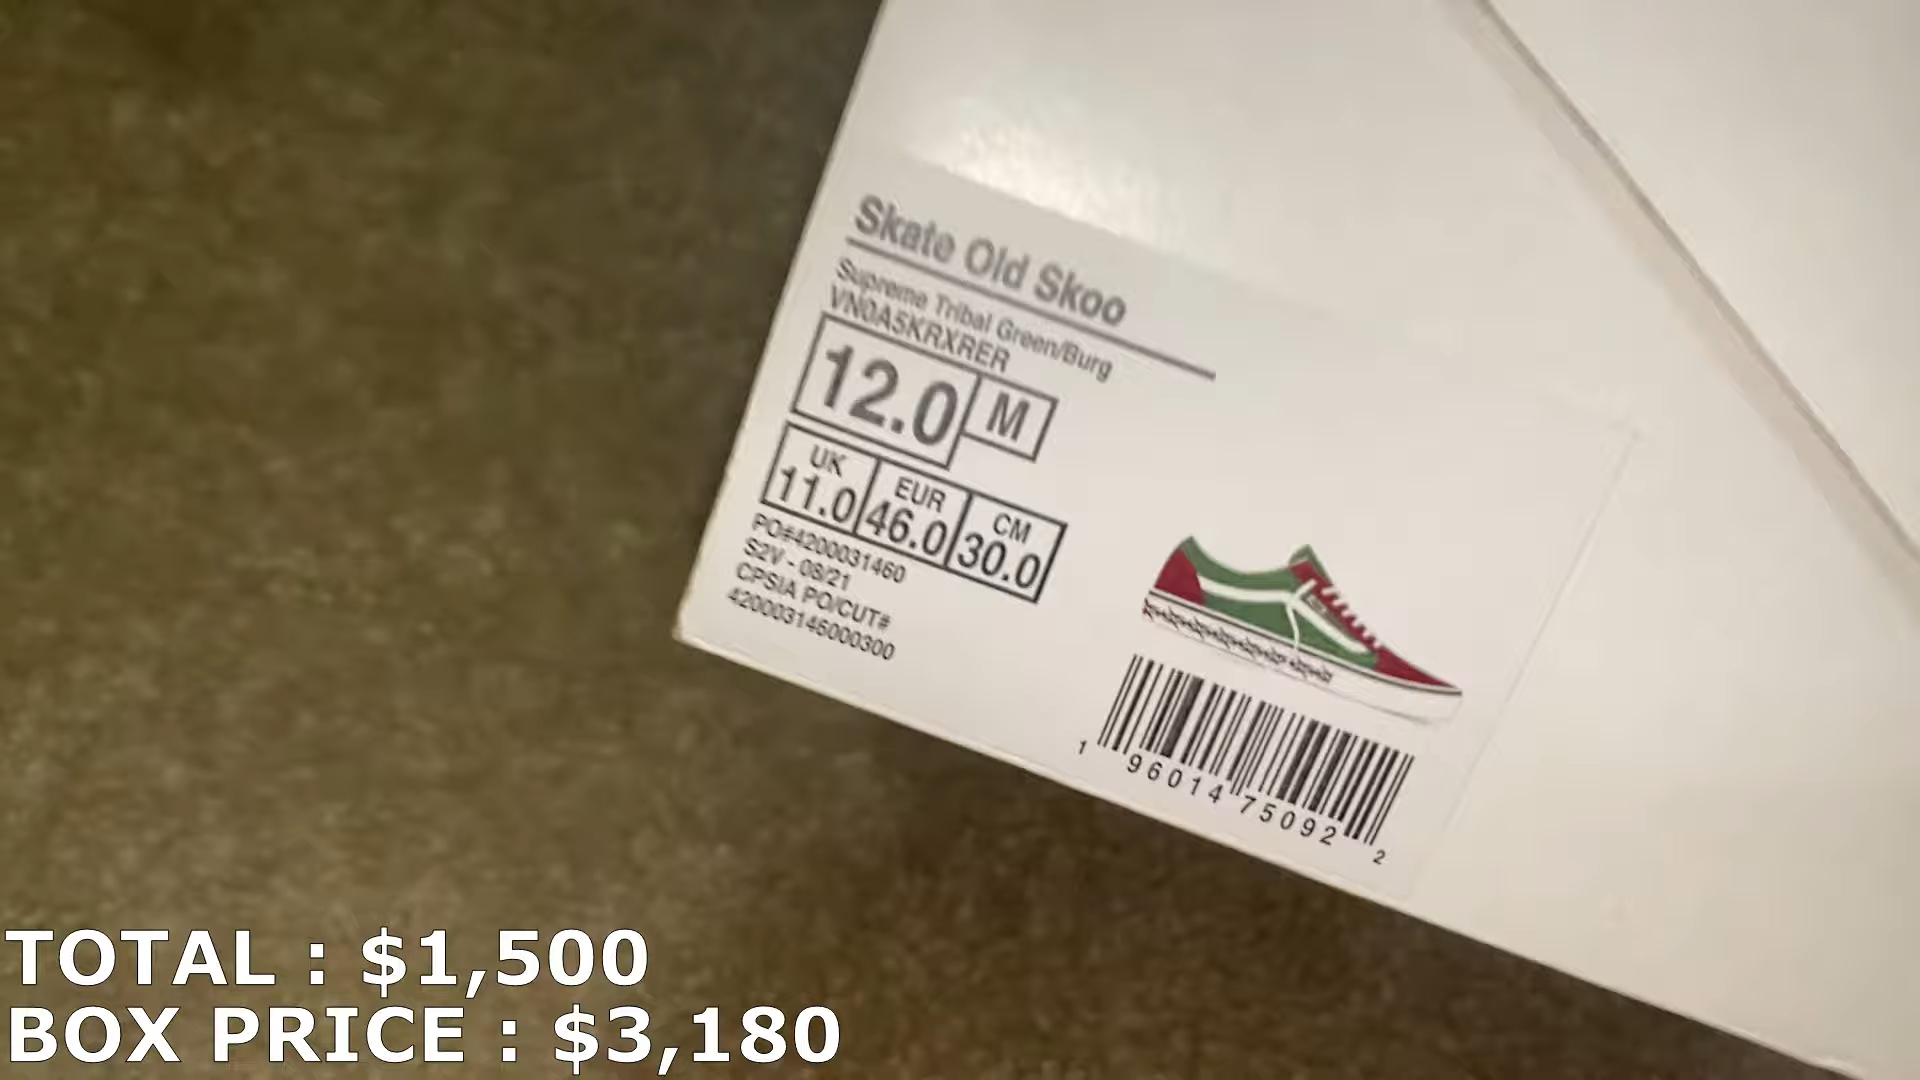 Skate Old Skoo
Supreme Tribal Green/Burg
VN0A5KRXRER
12.0 M
UK EUR CM
11.0 46.0 30.0
PO#4200031460
S2V - 08/21
CPSIA PO/CUT#
420003146000300
1 96014 75092 2
TOTAL : $1,500
BOX PRICE : $3,180